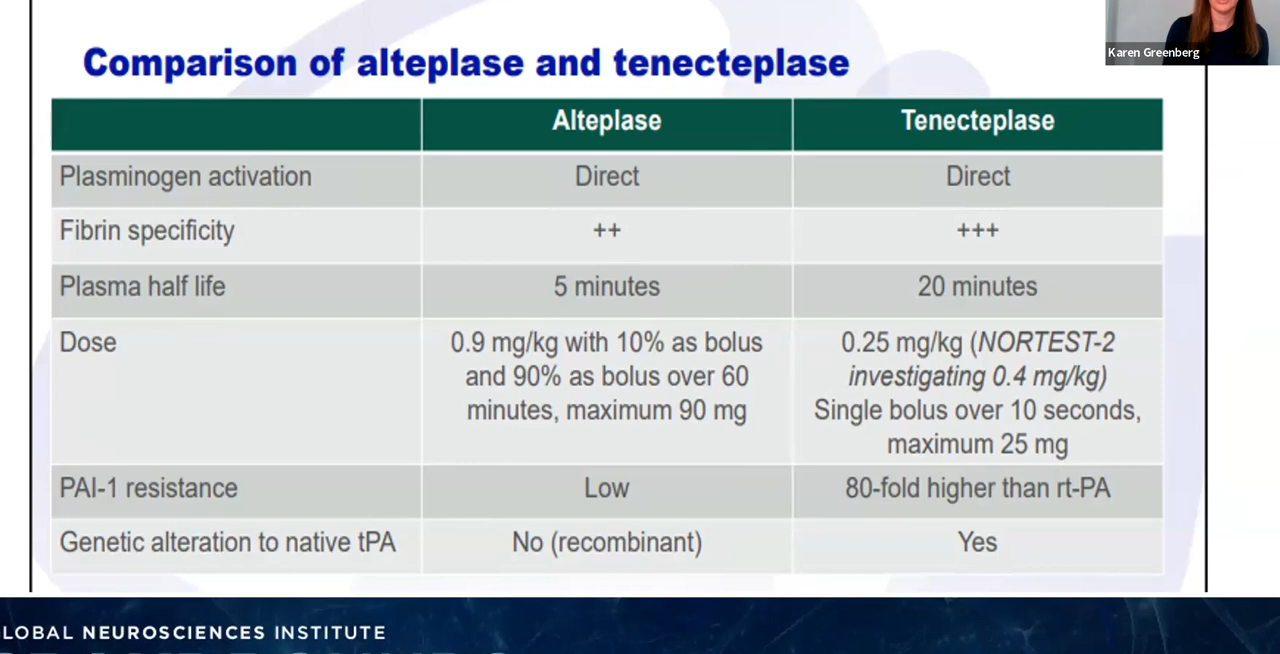 Karen Greenberg
Comparison of alteplase and tenecteplase
Alteplase
Tenecteplase
Plasminogen activation
Direct
Direct
Fibrin specificity
++
+++
Plasma half life
5 minutes
20 minutes
Dose
0.9 mg/kg with 10% as bolus
and 90% as bolus over 60
minutes, maximum 90 mg
0.25 mg/kg (NORTEST-2
investigating 0.4 mg/kg)
Single bolus over 10 seconds,
maximum 25 mg
PAI-1 resistance
Low
80-fold higher than rt-PA
Genetic alteration to native tPA
No (recombinant)
Yes
LOBAL NEUROSCIENCES INSTITUTE